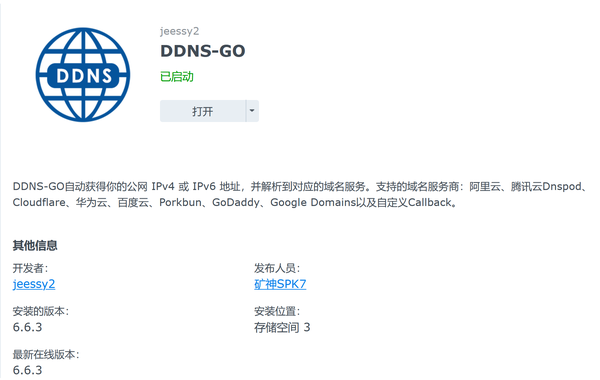 jeessy2
DDNS
DDNS-GO
已启动
打开
DDNS-GO自动获得你的公网 IPv4 或 IPv6 地址，并解析到对应的域名服务。支持的域名服务商：阿里云、腾讯云Dnspod、
Cloudflare、华为云、百度云、Porkbun、GoDaddy、Google Domains以及自定义Callback。
其他信息
开发者：
发布人员：
jeessy2
矿神SPK7
安装的版本：
安装位置：
6.6.3
存储空间 3
最新在线版本：
6.6.3